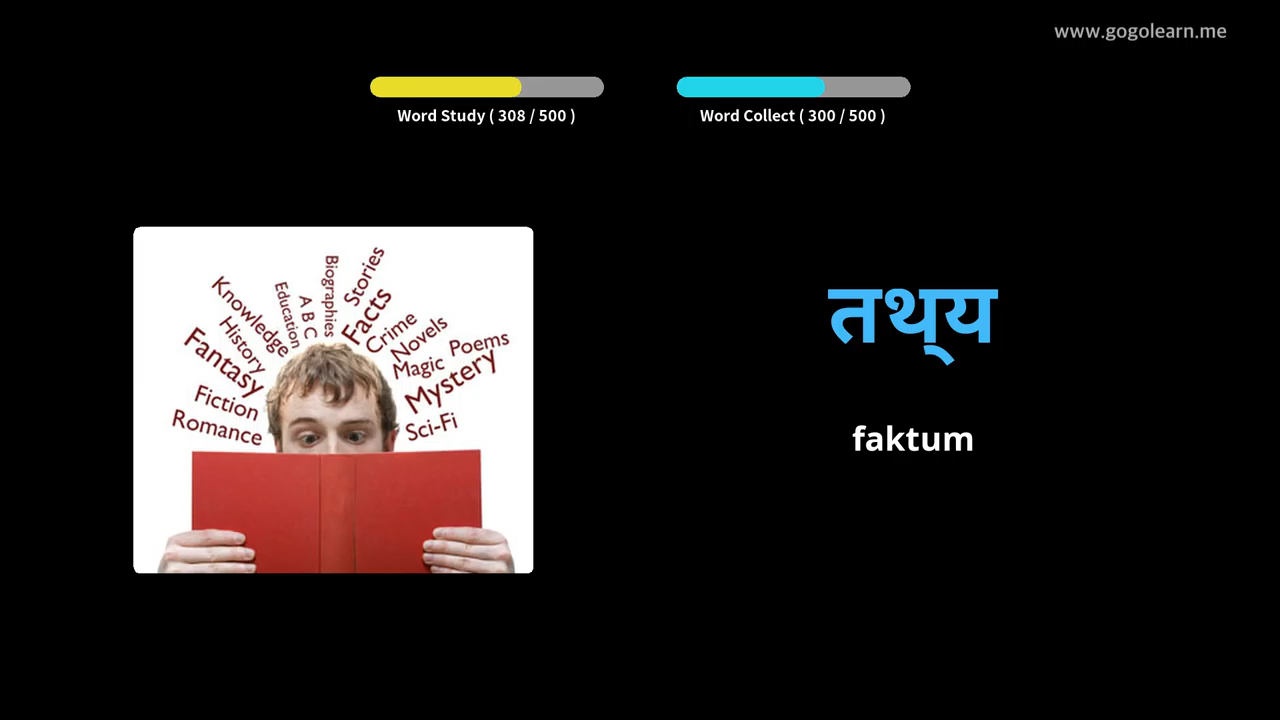 www.gogolearn.me
Word Study ( 308 / 500 )
Word Collect ( 300 / 500 )
Biographies
Stories
Knowledge
Education
A B C
Facts
Crime
History
Novels
Poems
Fantasy
Magic
Mystery
Fiction
Romance
Sci-Fi
तथ्‌य
faktum